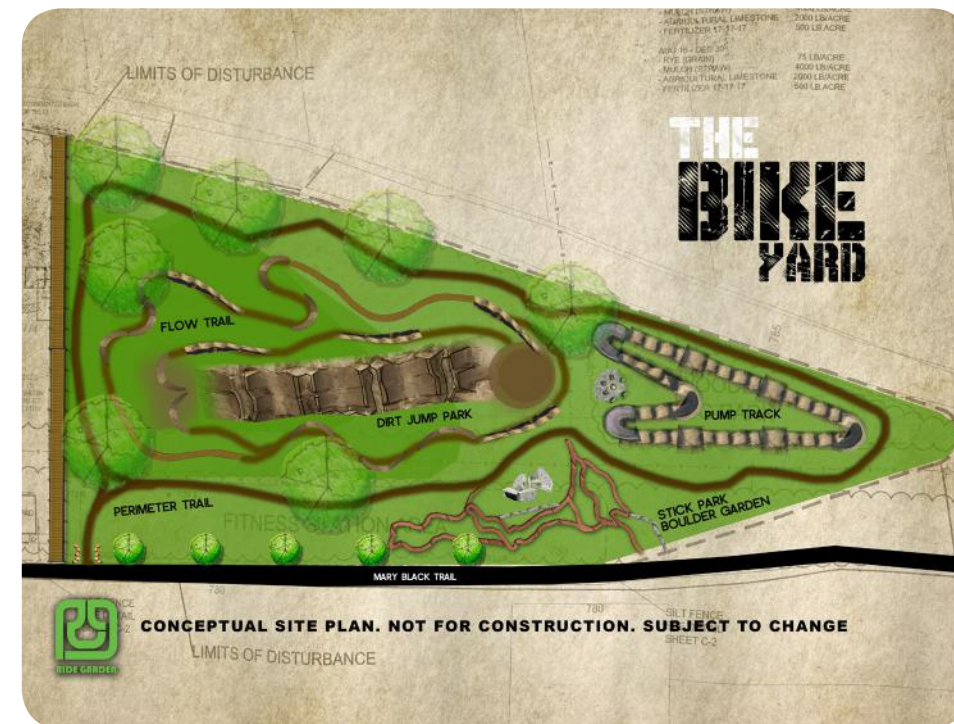 - AGRICULTURAL LIMESTONE 2000 LB/ACRE
- FERTILIZER 17-17-17 500 LB.ACRE
- RYE (GRAIN) 75 LB/ACRE
- MULCH (STRAW) 4000 LB/ACRE
- AGRICULTURAL LIMESTONE 2000 LB/ACRE
- FERTILIZER 17-17-17 500 LB.ACRE
LIMITS OF DISTURBANCE
THE
BIKE
YARD
FLOW TRAIL
765
DIRT JUMP PARK
PUMP TRACK
PERIMETER TRAIL
STICK PARK
BOULDER GARDEN
FITNESS STATION
MARY BLACK TRAIL
780
780
SILT FENCE
SHEET C-2
CONCEPTUAL SITE PLAN. NOT FOR CONSTRUCTION. SUBJECT TO CHANGE
RIDE GARDEN
LIMITS OF DISTURBANCE